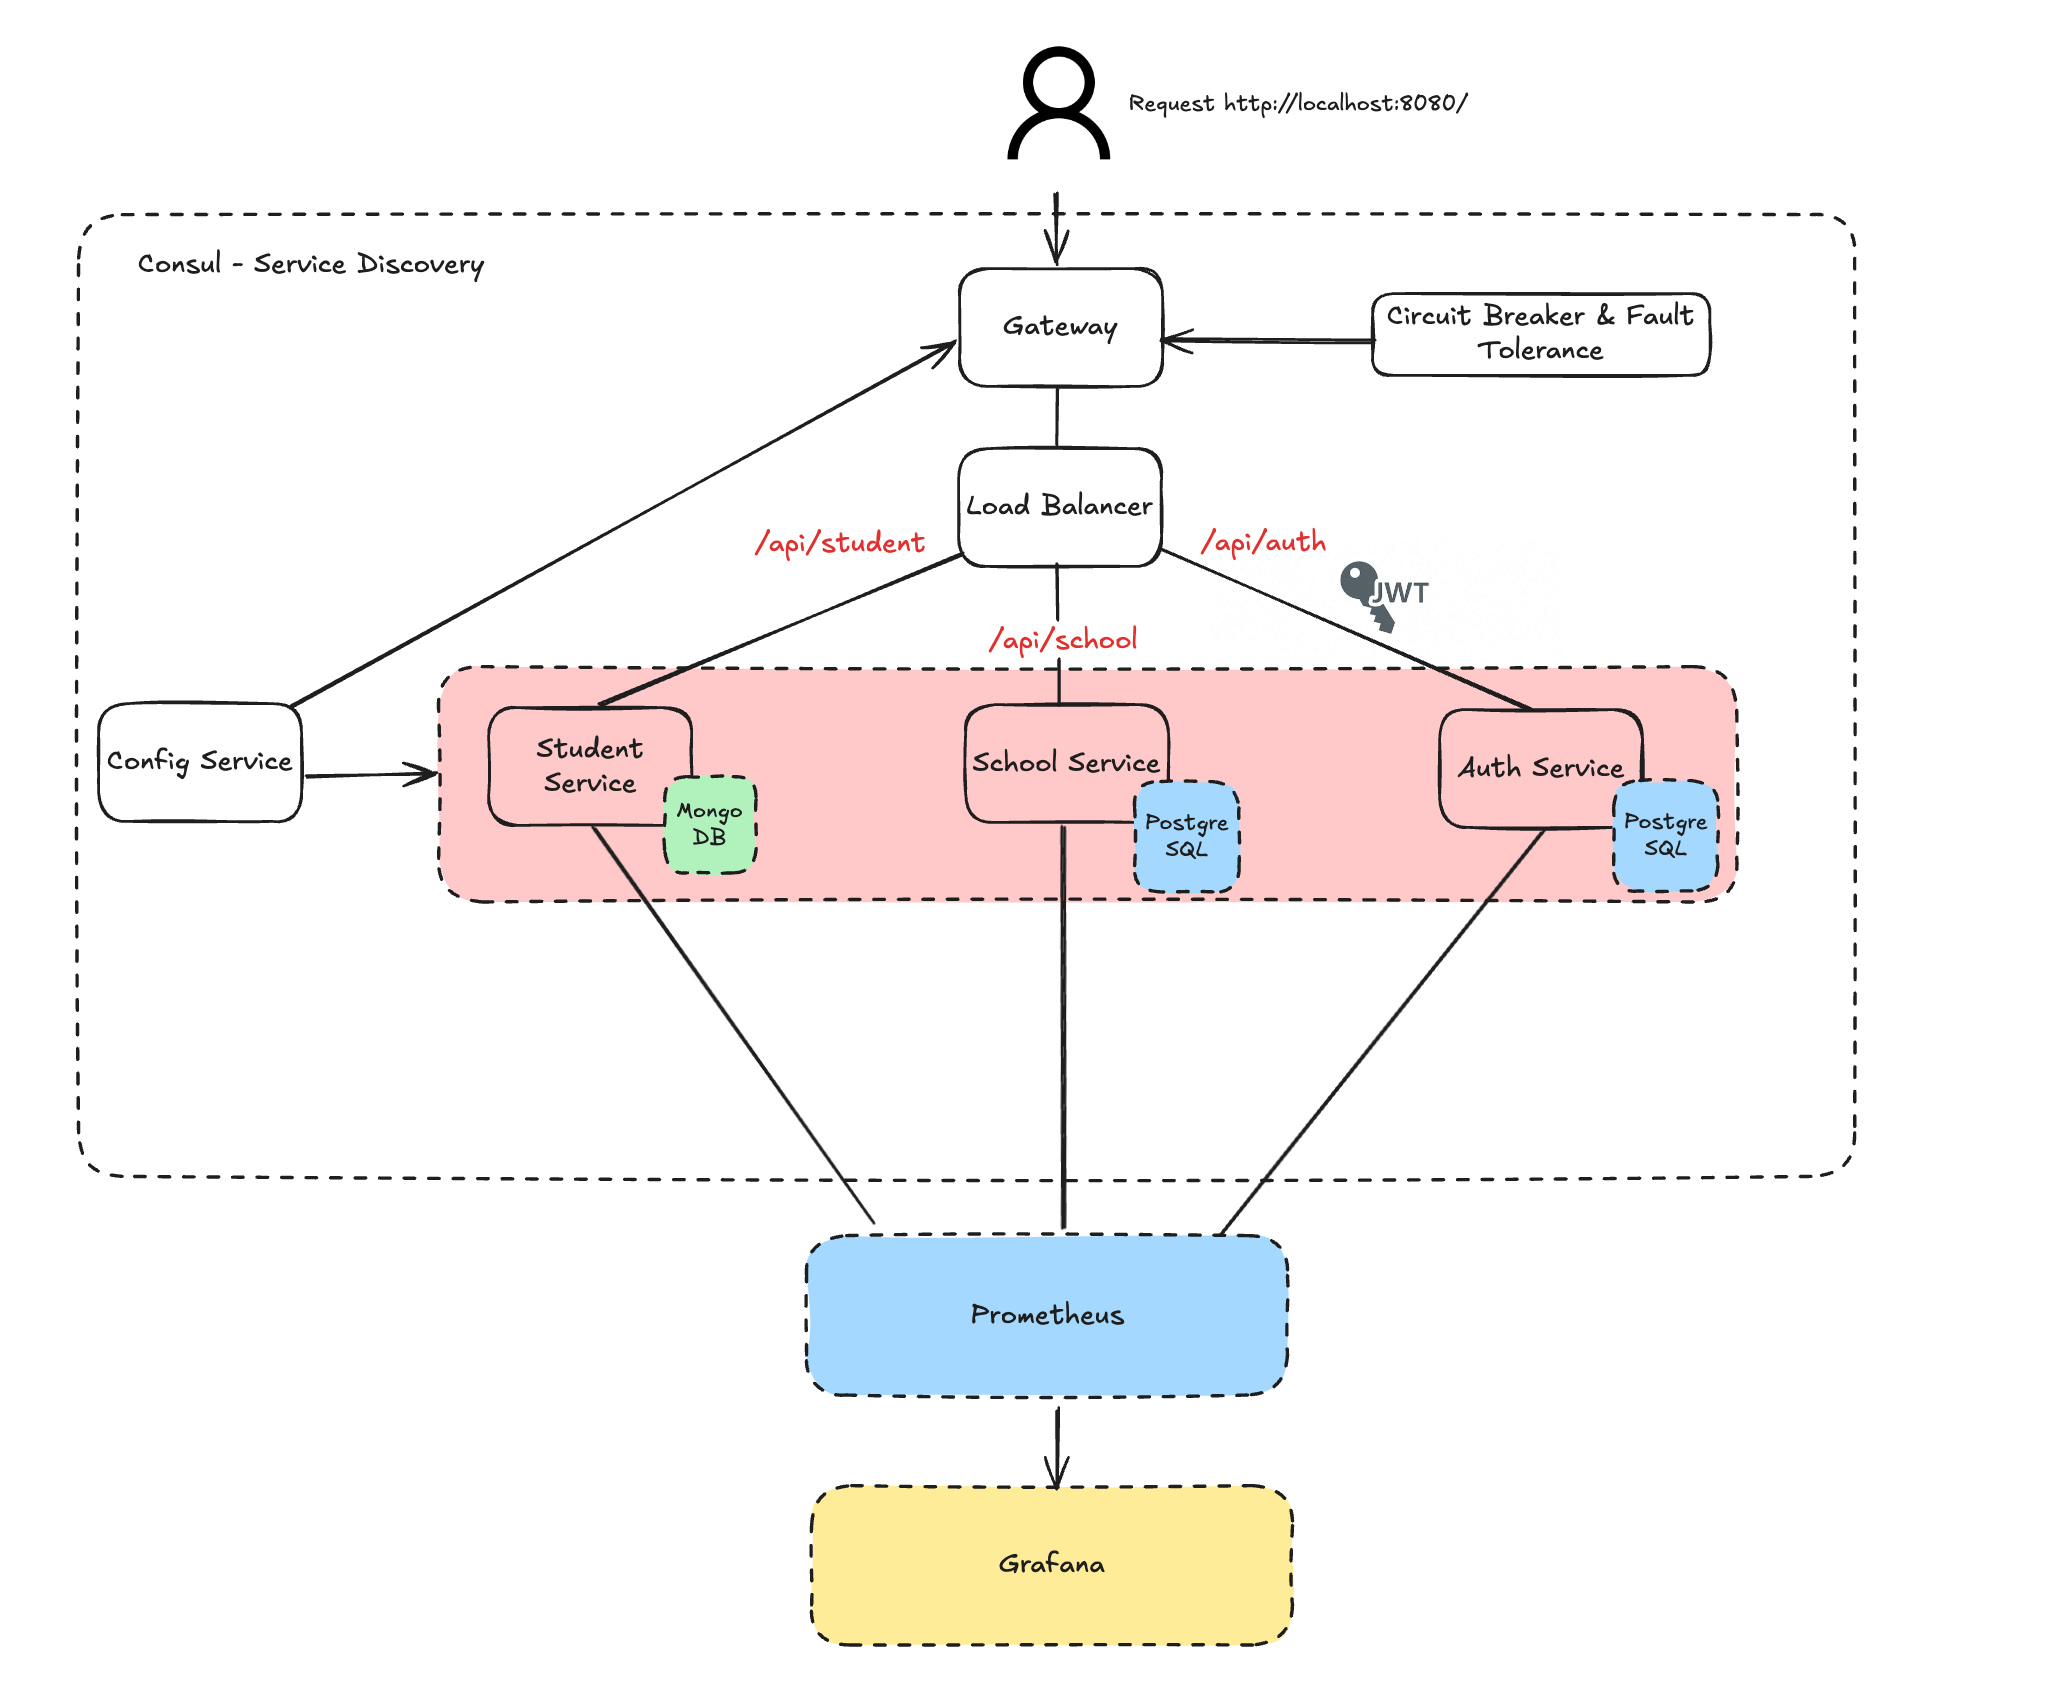 Request http://localhost:8080/
Consul - Service Discovery
Gateway
Circuit Breaker & Fault
Tolerance
Load Balancer
/api/student
/api/auth
JWT
/api/school
Config Service
Student
Service
Mongo
DB
School Service
Postgre
SQL
Auth Service
Postgre
SQL
Prometheus
Grafana